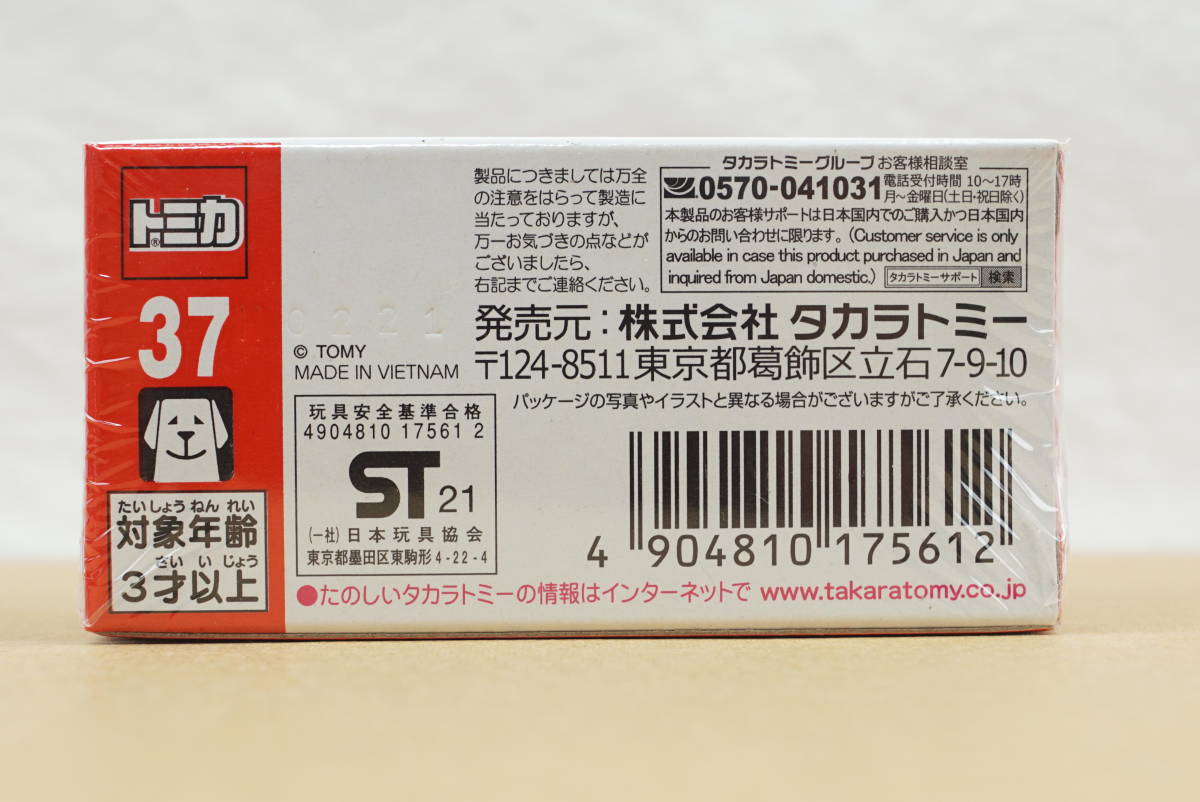 トミカ
®
37
たいしょうねんれい
対象年齢
さいいじょう
3才以上
製品につきましては万全
の注意をはらって製造に
当たっておりますが、
万一お気づきの点などが
ございましたら、
右記までご連絡ください。
タカラトミーグループ お客様相談室
0570-041031 電話受付時間 10〜17時
月〜金曜日(土日・祝日除く)
本製品のお客様サポートは日本国内でのご購入かつ日本国内
からのお問い合わせに限ります。(Customer service is only
available in case this product purchased in Japan and
inquired from Japan domestic.) タカラトミーサポート 検索
発売元:株式会社 タカラトミー
〒124-8511 東京都葛飾区立石7-9-10
© TOMY
MADE IN VIETNAM
パッケージの写真やイラストと異なる場合がございますがご了承ください。
玩具安全基準合格
4904810 17561 2
ST 21
(一社)日本玩具協会
東京都墨田区東駒形4-22-4
4 904810 175612
●たのしいタカラトミーの情報はインターネットで www.takaratomy.co.jp